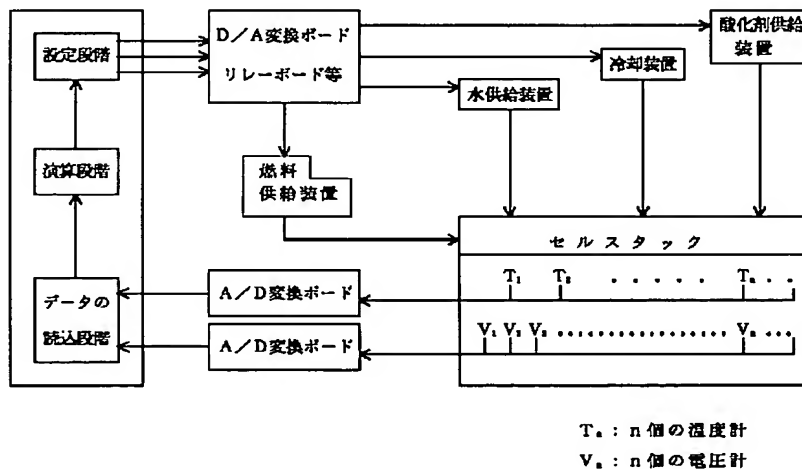 設定段階
演算段階
データの
読込段階
D/A変換ボード
リレーボード等
酸化剤供給
装置
冷却装置
水供給装置
燃料
供給装置
セルスタック
T₁ T₂ ・・・・・ Tₙ・・
V₁ V₂ V₃ ・・・・・・・・・・・・・・・・ Vₙ・・・
A/D変換ボード
A/D変換ボード
Tₙ:n個の温度計
Vₙ:n個の電圧計